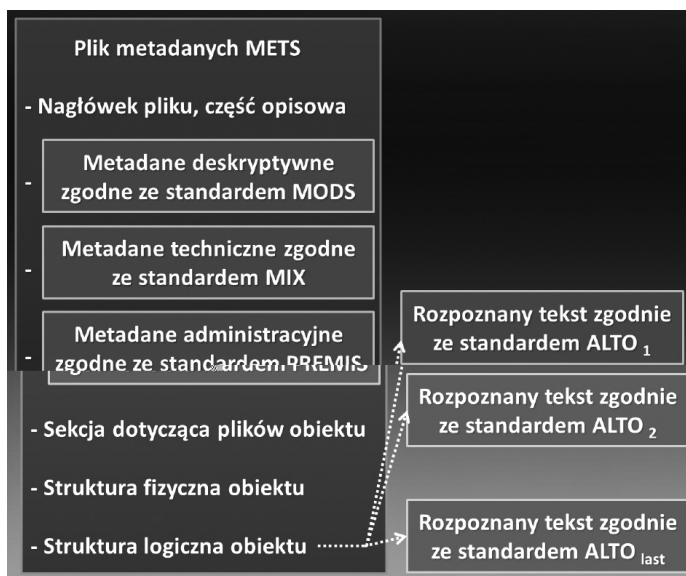 Plik metadanych METS
- Nagłówek pliku, część opisowa
- Metadane deskryptywne
zgodne ze standardem MODS
- Metadane techniczne zgodne
ze standardem MIX
- Metadane administracyjne
zgodne ze standardem PREMIS
- Sekcja dotycząca plików obiektu
- Struktura fizyczna obiektu
- Struktura logiczna obiektu
Rozpoznany tekst zgodnie
ze standardem ALTO 1
Rozpoznany tekst zgodnie
ze standardem ALTO 2
Rozpoznany tekst zgodnie
ze standardem ALTO last